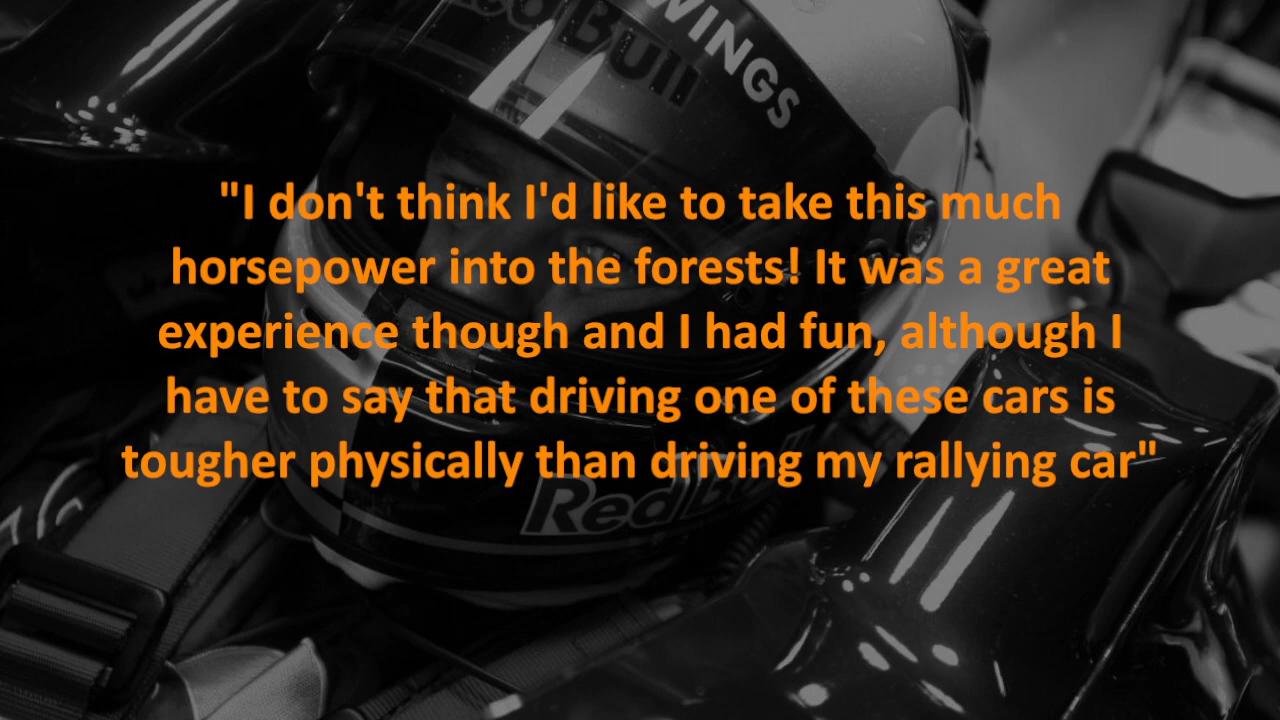 Red Bull
WINGS
"I don't think I'd like to take this much
horsepower into the forests! It was a great
experience though and I had fun, although I
have to say that driving one of these cars is
tougher physically than driving my rallying car"